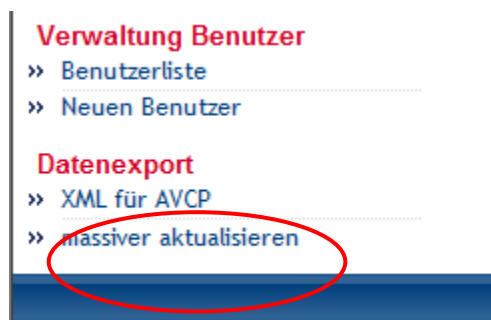 Verwaltung Benutzer
» Benutzerliste
» Neuen Benutzer
Datenexport
» XML für AVCP
» massiver aktualisieren